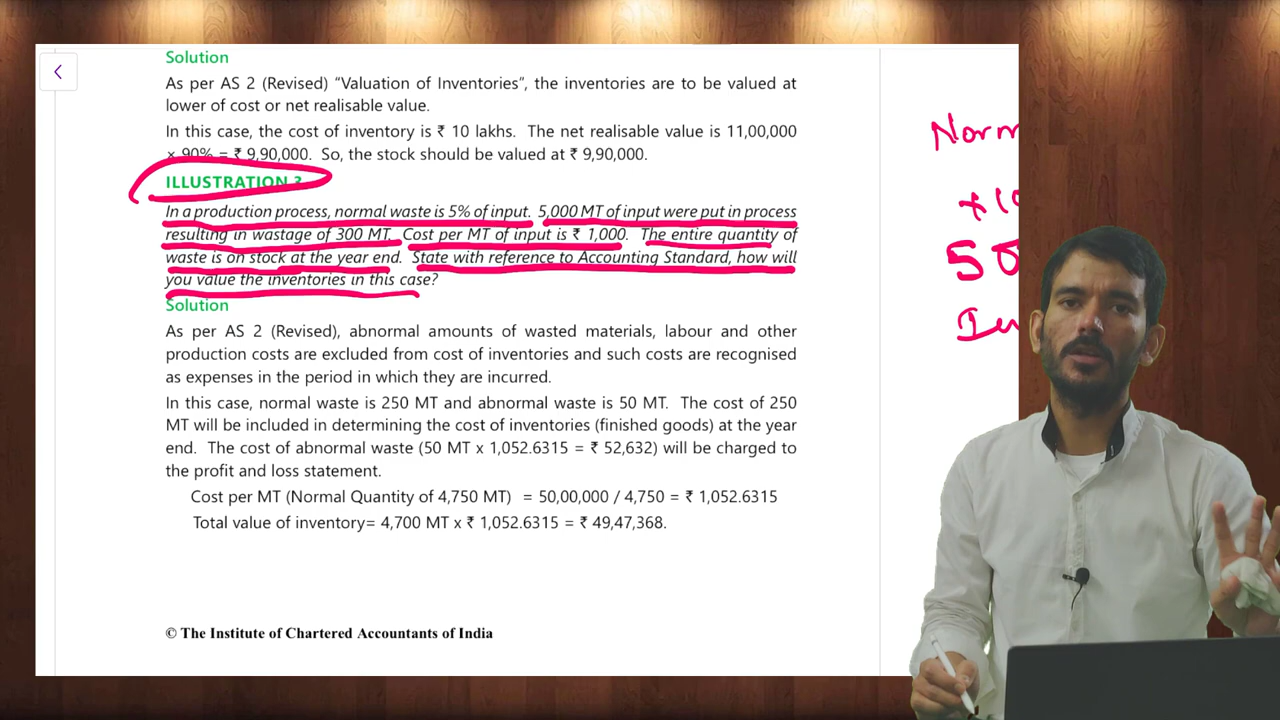 Solution
As per AS 2 (Revised) “Valuation of Inventories”, the inventories are to be valued at
lower of cost or net realisable value.
In this case, the cost of inventory is ₹ 10 lakhs. The net realisable value is 11,00,000
× 90% = ₹ 9,90,000. So, the stock should be valued at ₹ 9,90,000.
ILLUSTRATION
In a production process, normal waste is 5% of input. 5,000 MT of input were put in process
resulting in wastage of 300 MT. Cost per MT of input is ₹ 1,000. The entire quantity of
waste is on stock at the year end. State with reference to Accounting Standard, how will
you value the inventories in this case?
Solution
As per AS 2 (Revised), abnormal amounts of wasted materials, labour and other
production costs are excluded from cost of inventories and such costs are recognised
as expenses in the period in which they are incurred.
In this case, normal waste is 250 MT and abnormal waste is 50 MT. The cost of 250
MT will be included in determining the cost of inventories (finished goods) at the year
end. The cost of abnormal waste (50 MT x 1,052.6315 = ₹ 52,632) will be charged to
the profit and loss statement.
Cost per MT (Normal Quantity of 4,750 MT) = 50,00,000 / 4,750 = ₹ 1,052.6315
Total value of inventory= 4,700 MT x ₹ 1,052.6315 = ₹ 49,47,368.
© The Institute of Chartered Accountants of India
Norm